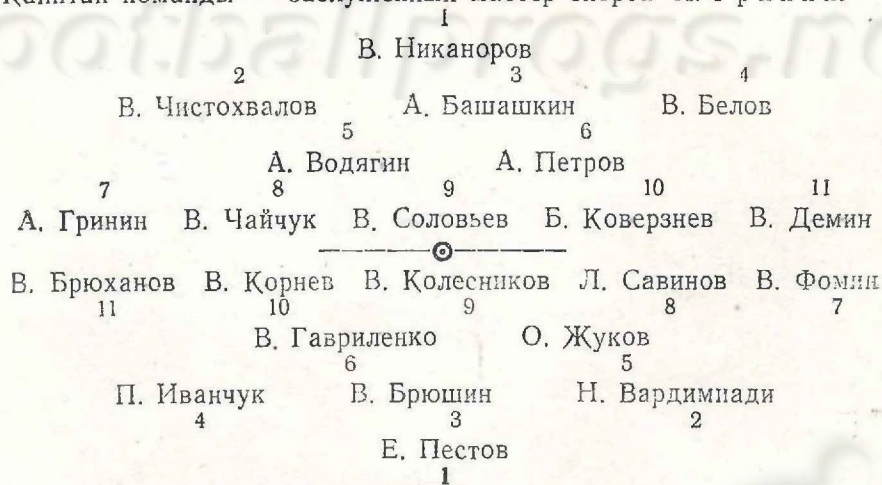 1
В. Никаноров
2 3 4
В. Чистохвалов А. Башашкин В. Белов
5 6
А. Водягин А. Петров
7 8 9 10 11
А. Гринин В. Чайчук В. Соловьев Б. Коверзнев В. Демин
В. Брюханов В. Корнев В. Колесников Л. Савинов В. Фомин
11 10 9 8 7
В. Гавриленко О. Жуков
6 5
П. Иванчук В. Брюшин Н. Вардимиади
4 3 2
Е. Пестов
1